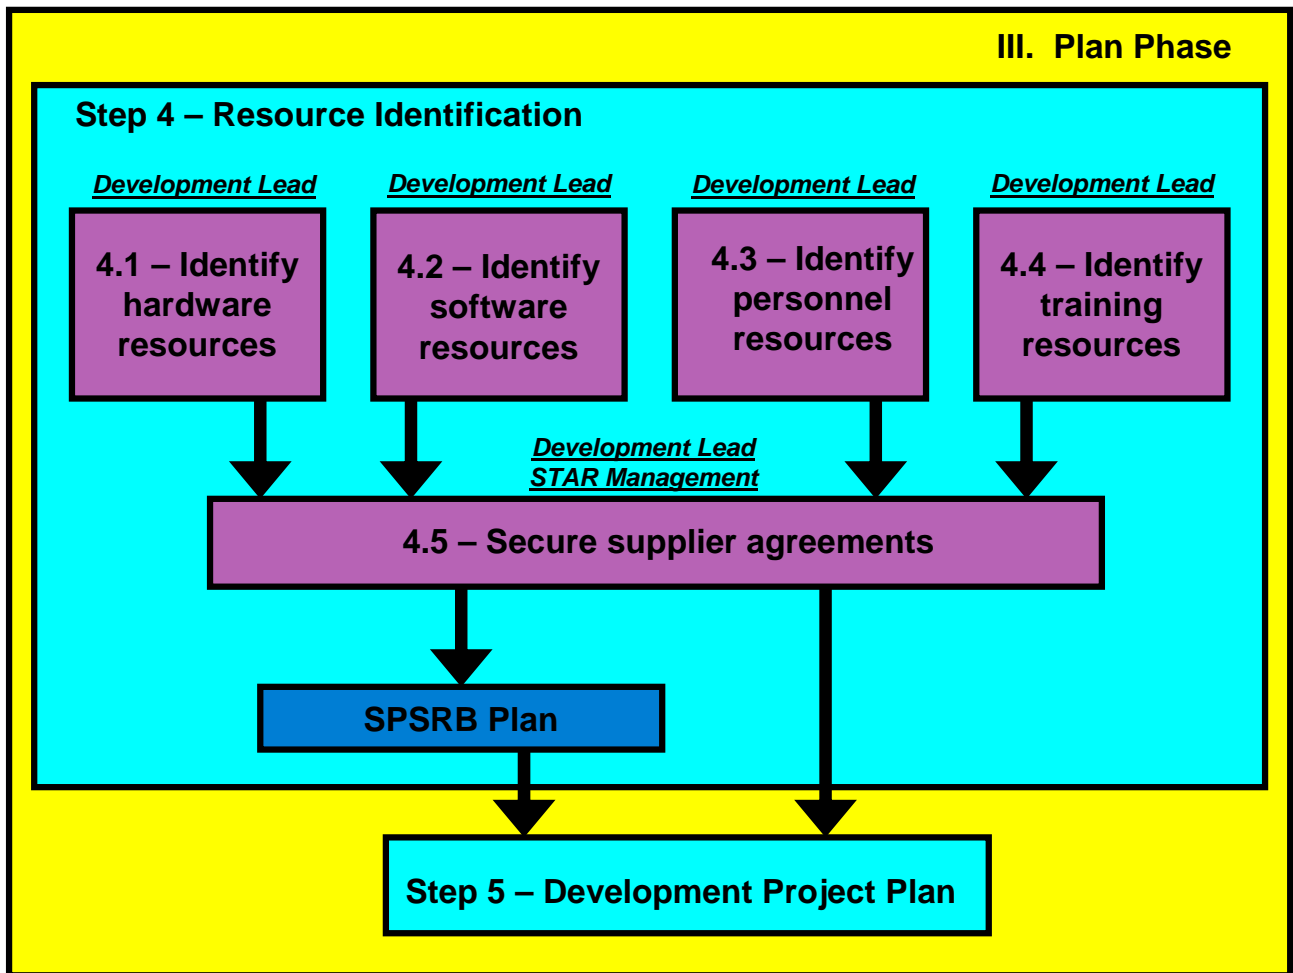 III. Plan Phase
Step 4 – Resource Identification
Development Lead
4.1 – Identify
hardware
resources
Development Lead
4.2 – Identify
software
resources
Development Lead
4.3 – Identify
personnel
resources
Development Lead
4.4 – Identify
training
resources
Development Lead
STAR Management
4.5 – Secure supplier agreements
SPSRB Plan
Step 5 – Development Project Plan